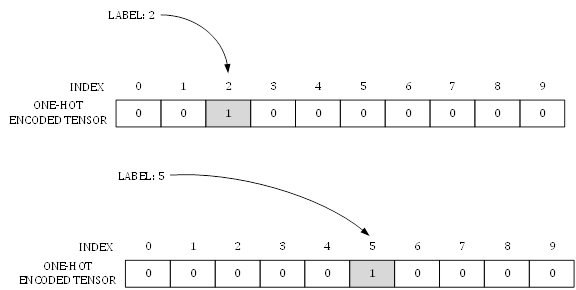 LABEL: 2
INDEX 0 1 2 3 4 5 6 7 8 9
ONE-HOT
ENCODED TENSOR 0 0 1 0 0 0 0 0 0 0
LABEL: 5
INDEX 0 1 2 3 4 5 6 7 8 9
ONE-HOT
ENCODED TENSOR 0 0 0 0 0 1 0 0 0 0